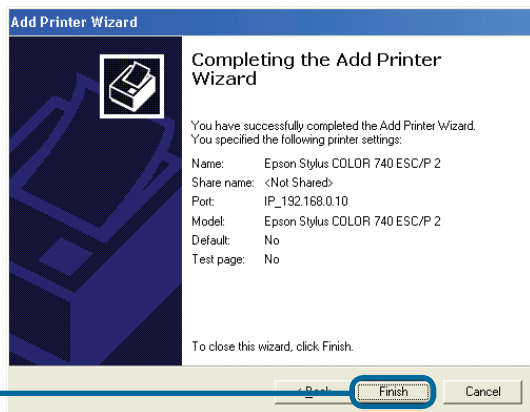 Add Printer Wizard
Completing the Add Printer
Wizard
You have successfully completed the Add Printer Wizard.
You specified the following printer settings:
Name: Epson Stylus COLOR 740 ESC/P 2
Share name: <Not Shared>
Port: IP_192.168.0.10
Model: Epson Stylus COLOR 740 ESC/P 2
Default: No
Test page: No
To close this wizard, click Finish.
< Back Finish Cancel